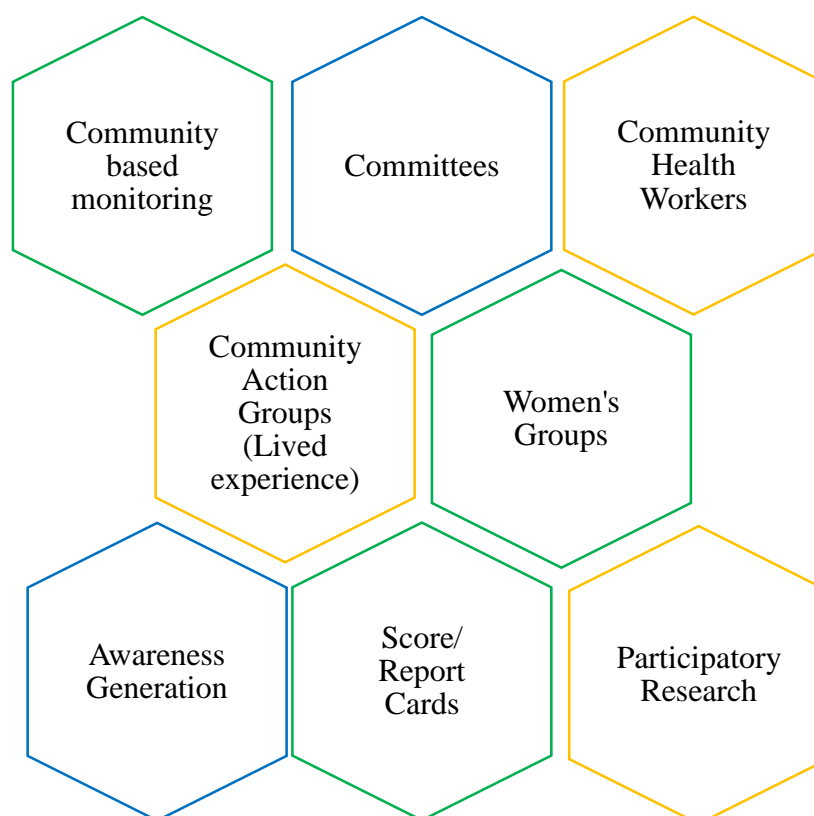 Community
based
monitoring
Committees
Community
Health
Workers
Community
Action
Groups
(Lived
experience)
Women's
Groups
Awareness
Generation
Score/
Report
Cards
Participatory
Research